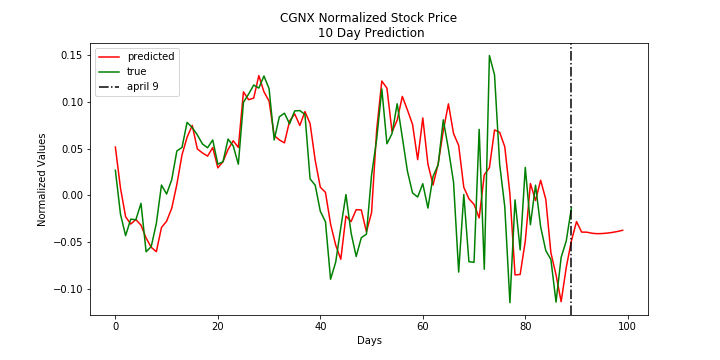 CGNX Normalized Stock Price
10 Day Prediction
predicted
true
april 9
0.15
0.10
0.05
0.00
−0.05
−0.10
Normalized Values
0 20 40 60 80 100
Days